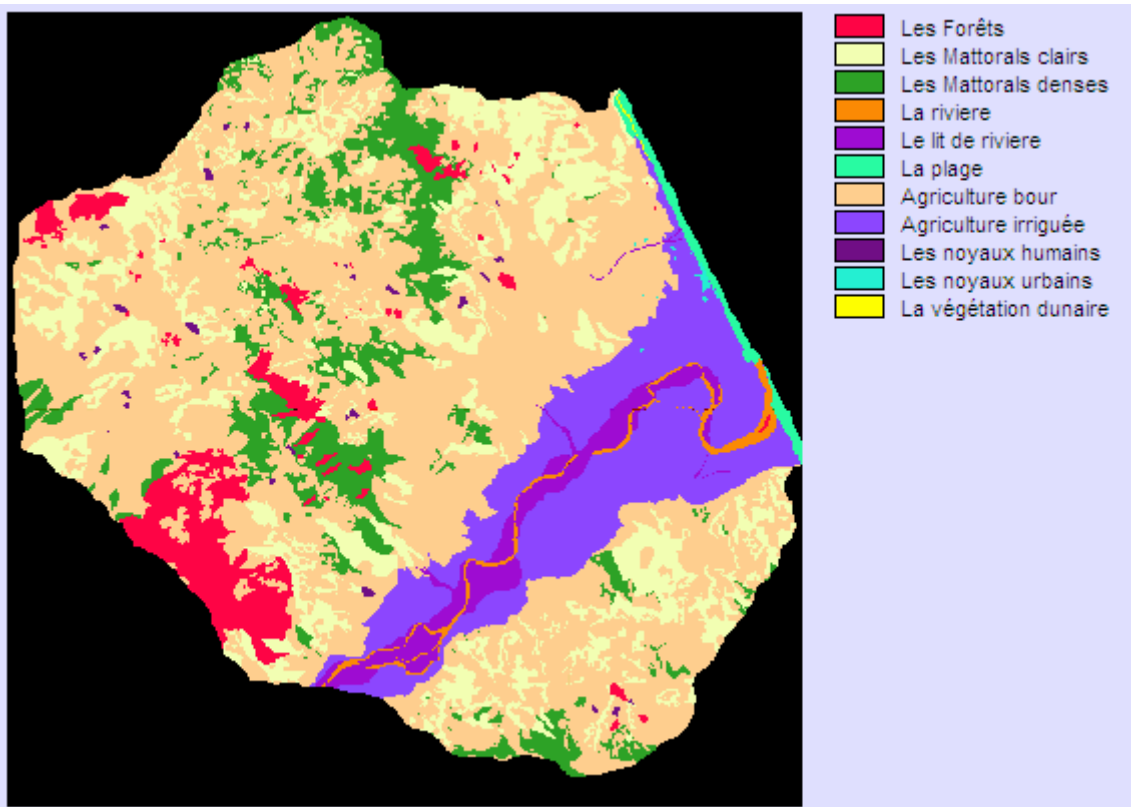 Les Forêts
Les Mattorals clairs
Les Mattorals denses
La riviere
Le lit de riviere
La plage
Agriculture bour
Agriculture irriguée
Les noyaux humains
Les noyaux urbains
La végétation dunaire